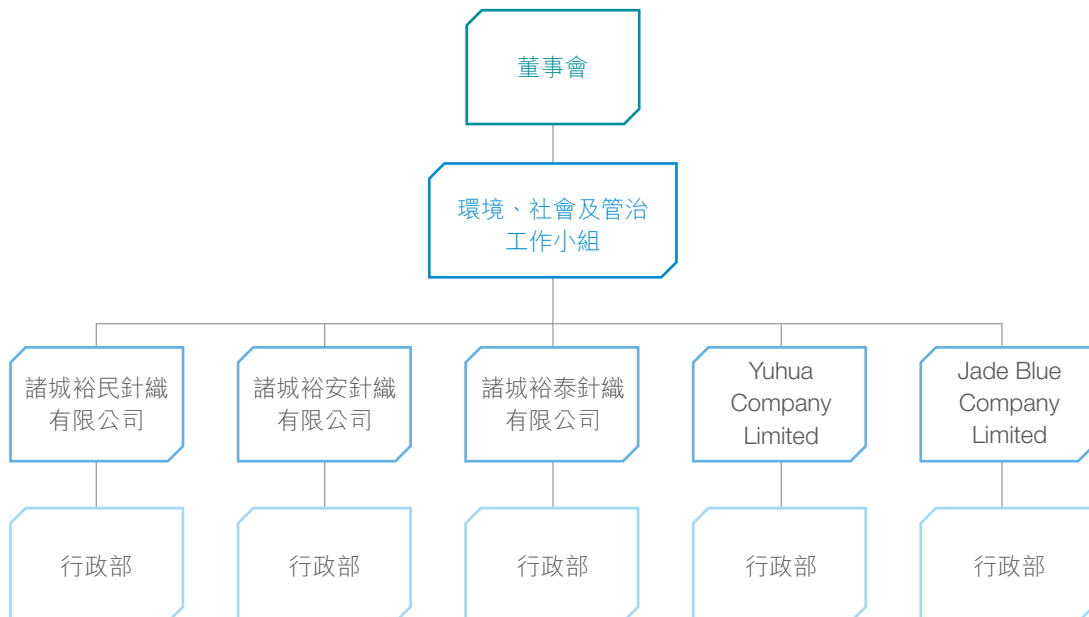 董事會
環境、社會及管治
工作小組
諸城裕民針織
有限公司
諸城裕安針織
有限公司
諸城裕泰針織
有限公司
Yuhua
Company
Limited
Jade Blue
Company
Limited
行政部
行政部
行政部
行政部
行政部